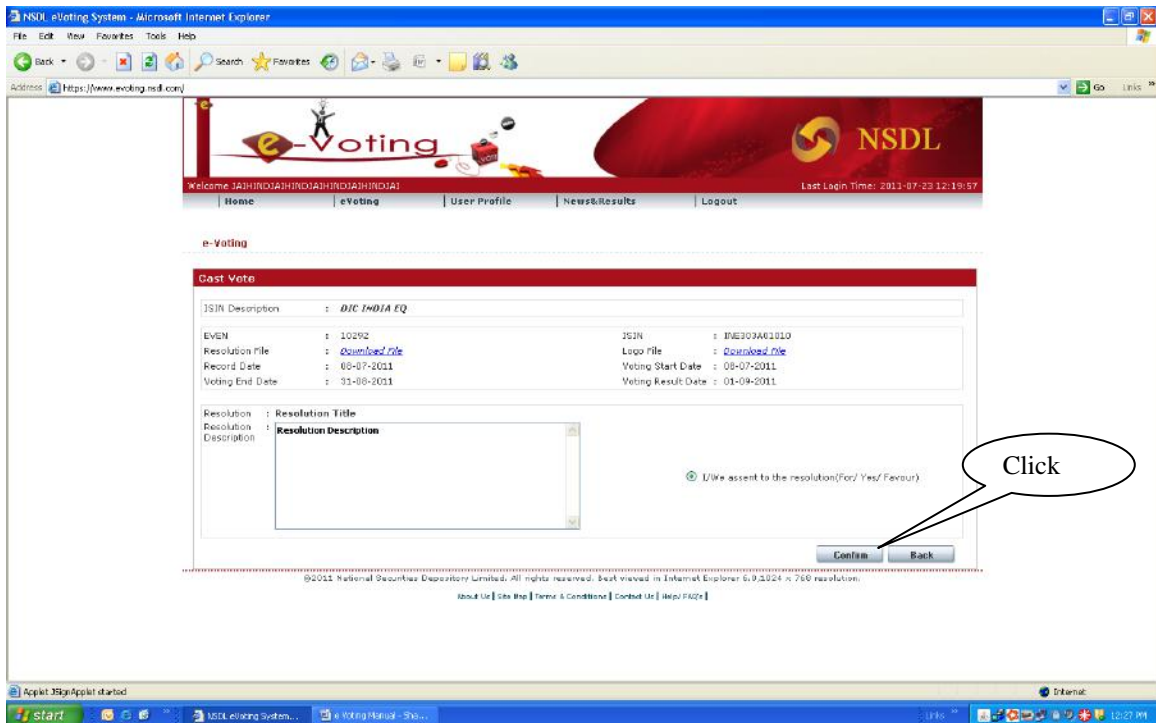 NSDL eVoting System - Microsoft Internet Explorer
File Edit View Favorites Tools Help
Back Search Favorites
Address https://www.evoting.nsdl.com/ Go Links »
e-Voting VOTE NSDL
Welcome JAIHINDJAIHINDJAIHINDJAIHINDJAI Last Login Time: 2011-07-23 12:19:57
Home eVoting User Profile News&Results Logout
e-Voting
Cast Vote
ISIN Description : DIC INDIA EQ
EVEN : 10292 ISIN : INE303A01010
Resolution File : Download File Logo File : Download File
Record Date : 08-07-2011 Voting Start Date : 08-07-2011
Voting End Date : 31-08-2011 Voting Result Date : 01-09-2011
Resolution : Resolution Title
Resolution Description : Resolution Description
I/We assent to the resolution(For/ Yes/ Favour)
Click
Confirm Back
©2011 National Securities Depository Limited. All rights reserved. Best viewed in Internet Explorer 6.0,1024 x 768 resolution.
About Us | Site Map | Terms & Conditions | Contact Us | Help/ FAQ's |
Applet JSignApplet started Internet
start NSDL eVoting System... e Voting Manual - Sha... Links » 12:27 PM